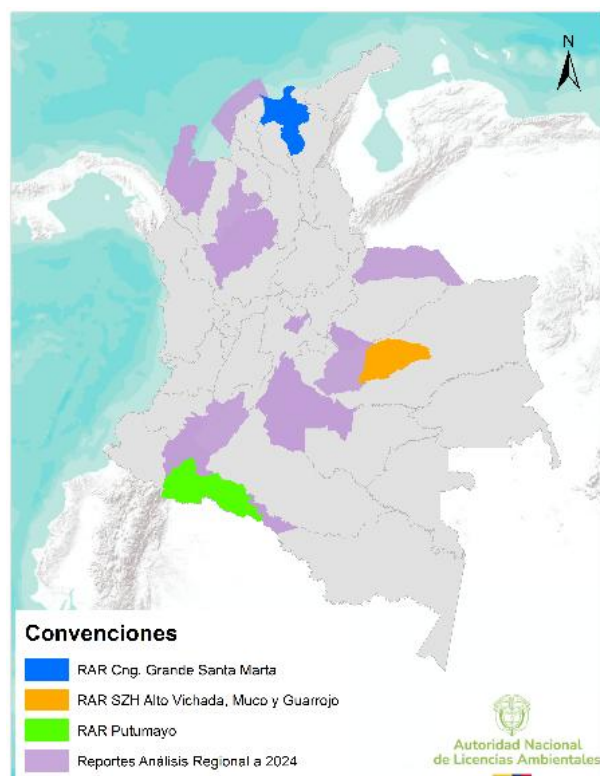 N
Convenciones
RAR Cng. Grande Santa Marta
RAR SZH Alto Vichada, Muco y Guarrojo
RAR Putumayo
Reportes Análisis Regional a 2024
Autoridad Nacional
de Licencias Ambientales